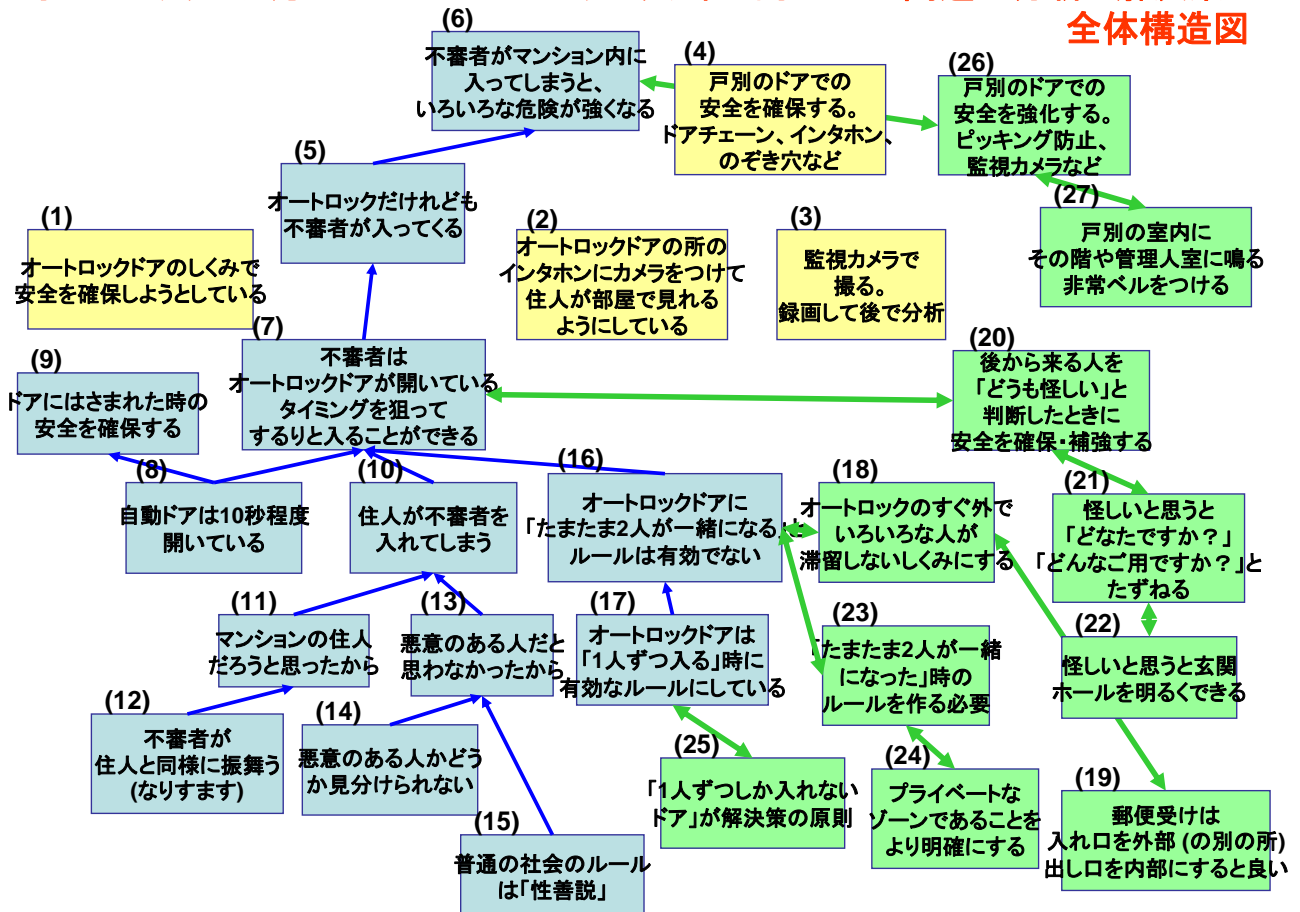 全体構造図
(6)
不審者がマンション内に
入ってしまうと、
いろいろな危険が強くなる
(4)
戸別のドアでの
安全を確保する。
ドアチェーン、インタホン、
のぞき穴など
(26)
戸別のドアでの
安全を強化する。
ピッキング防止、
監視カメラなど
(5)
オートロックだけれども
不審者が入ってくる
(27)
戸別の室内に
その階や管理人室に鳴る
非常ベルをつける
(1)
オートロックドアのしくみで
安全を確保しようとしている
(2)
オートロックドアの所の
インタホンにカメラをつけて
住人が部屋で見れる
ようにしている
(3)
監視カメラで
撮る。
録画して後で分析
(7)
不審者は
オートロックドアが開いている
タイミングを狙って
するりと入ることができる
(20)
後から来る人を
「どうも怪しい」と
判断したときに
安全を確保・補強する
(9)
ドアにはさまれた時の
安全を確保する
(8)
自動ドアは10秒程度
開いている
(10)
住人が不審者を
入れてしまう
(16)
オートロックドアに
「たまたま2人が一緒になる」と
ルールは有効でない
(18)
オートロックのすぐ外で
いろいろな人が
滞留しないしくみにする
(21)
怪しいと思うと
「どなたですか？」
「どんなご用ですか？」と
たずねる
(11)
マンションの住人
だろうと思ったから
(13)
悪意のある人だと
思わなかったから
(17)
オートロックドアは
「1人ずつ入る」時に
有効なルールにしている
(23)
「たまたま2人が一緒
になった」時の
ルールを作る必要
(22)
怪しいと思うと玄関
ホールを明るくできる
(12)
不審者が
住人と同様に振舞う
(なりすます)
(14)
悪意のある人かどう
か見分けられない
(25)
「1人ずつしか入れない
ドア」が解決策の原則
(24)
プライベートな
ゾーンであることを
より明確にする
(19)
郵便受けは
入れ口を外部 (の別の所)
出し口を内部にすると良い
(15)
普通の社会のルール
は「性善説」